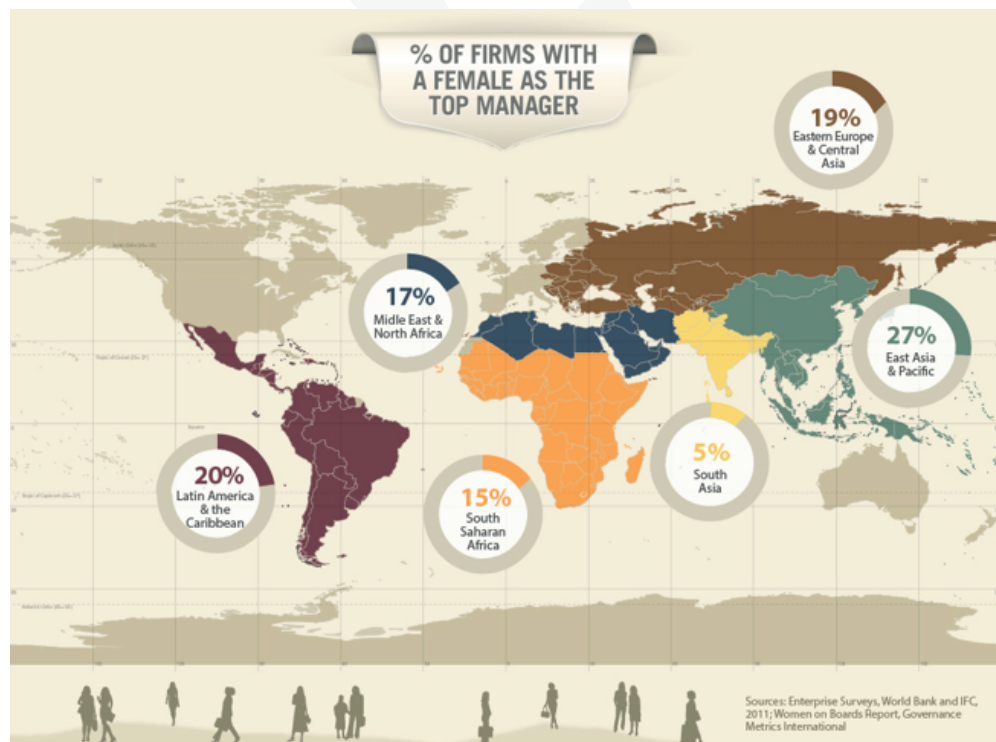 % OF FIRMS WITH
A FEMALE AS THE
TOP MANAGER
19%
Eastern Europe
& Central
Asia
17%
Midle East &
North Africa
27%
East Asia
& Pacific
20%
Latin America
& the
Caribbean
15%
South
Saharan
Africa
5%
South
Asia
Sources: Enterprise Surveys, World Bank and IFC,
2011; Women on Boards Report, Governance
Metrics International